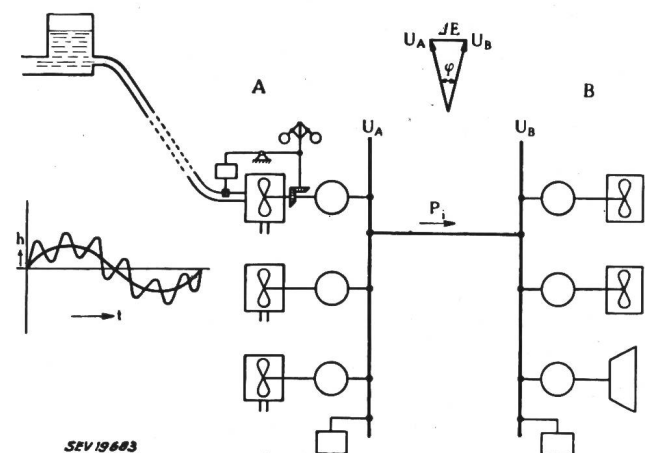 ΔE
U_A U_B
φ
A B
U_A U_B
P_i
h
t
SEV 19683